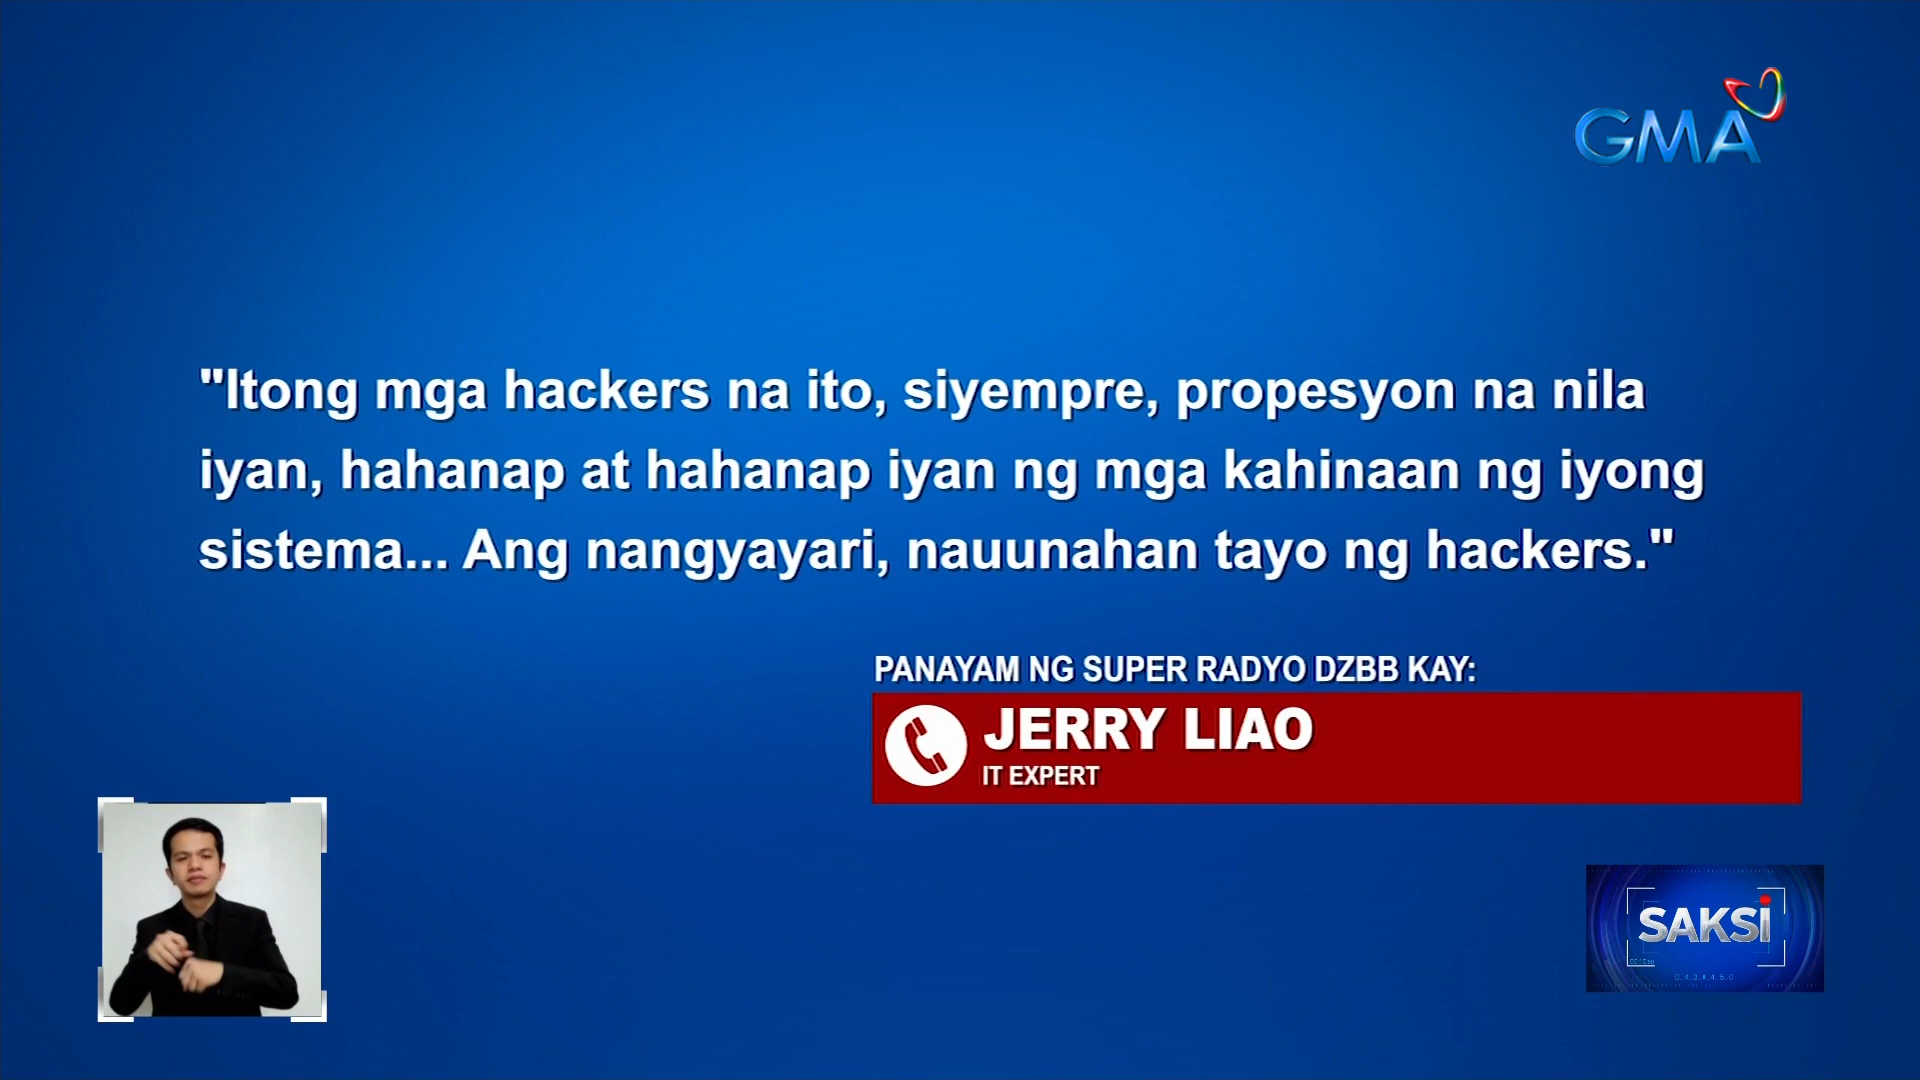 GMA
"Itong mga hackers na ito, siyempre, propesyon na nila
iyan, hahanap at hahanap iyan ng mga kahinaan ng iyong
sistema... Ang nangyayari, nauunahan tayo ng hackers."
PANAYAM NG SUPER RADYO DZBB KAY:
JERRY LIAO
IT EXPERT
SAKSI